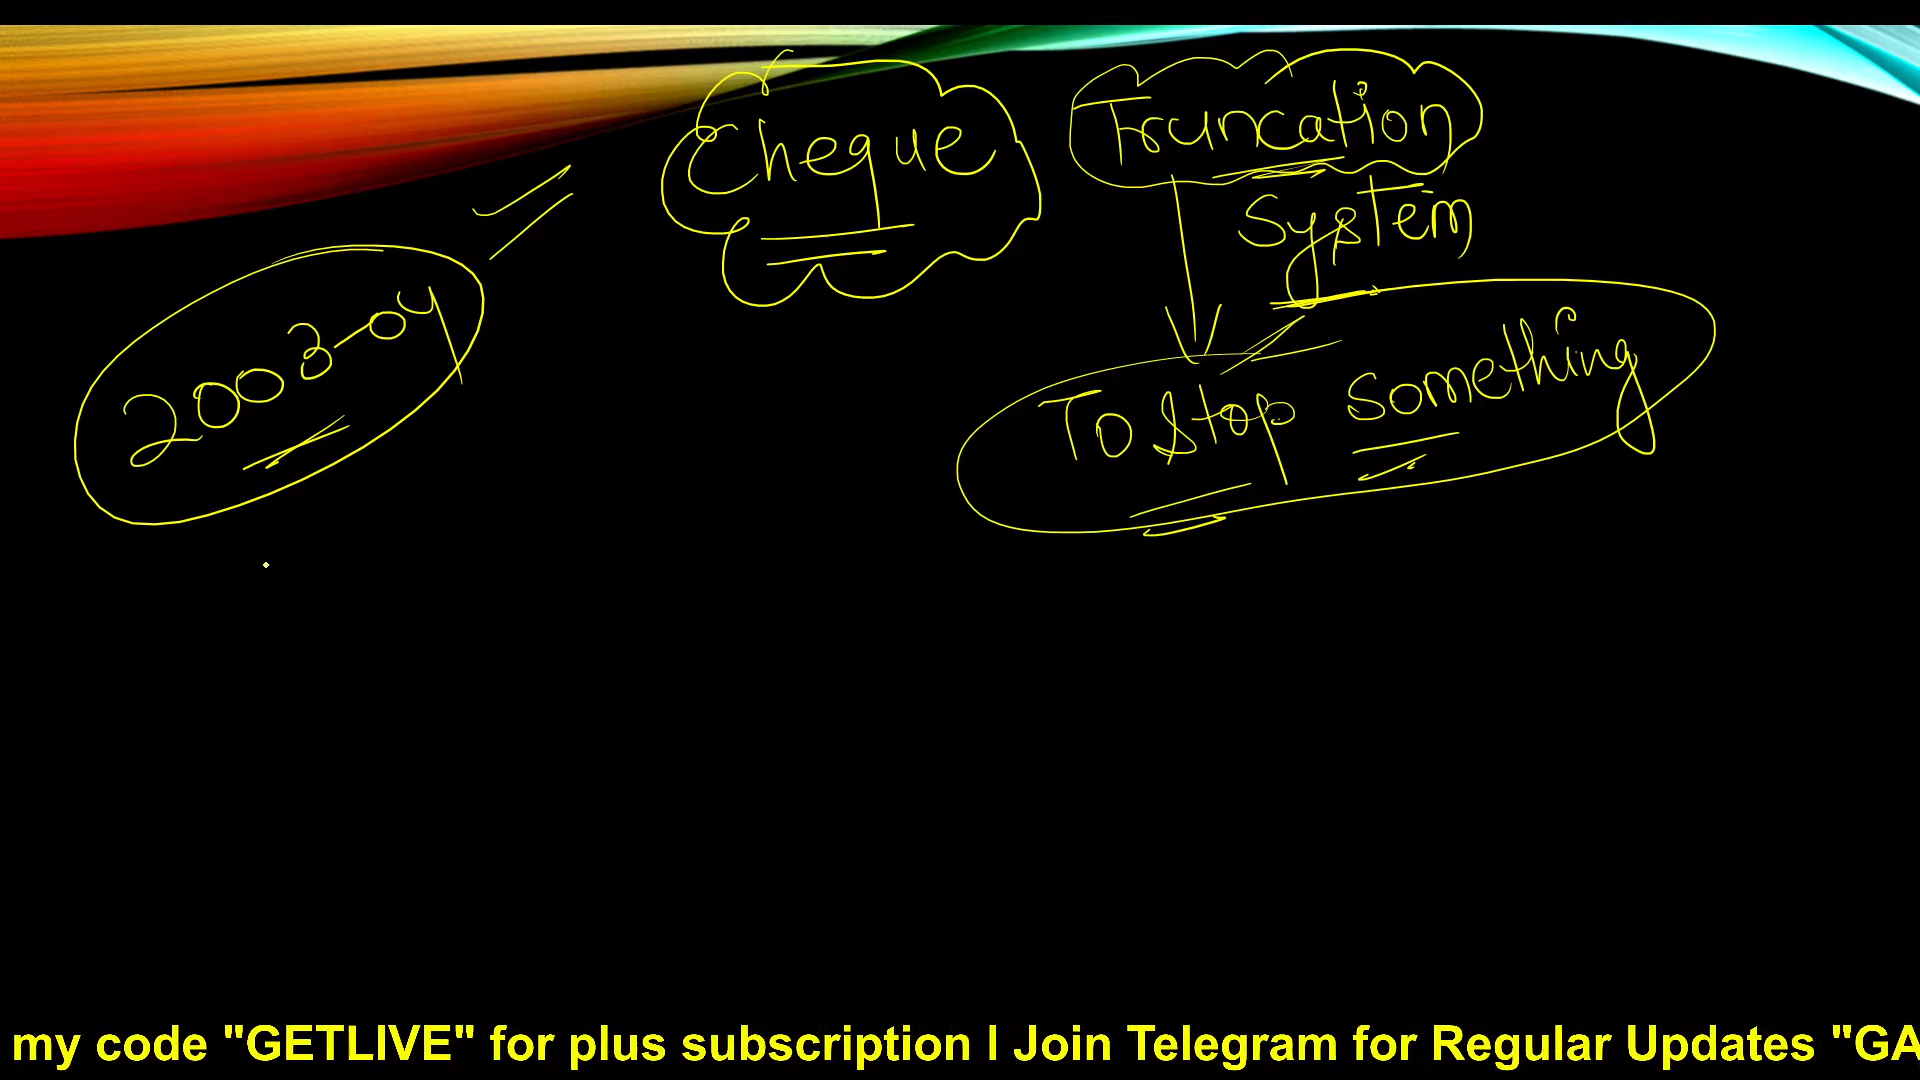 Cheque Truncation
System
2003-04
To Stop Something
my code "GETLIVE" for plus subscription I Join Telegram for Regular Updates "GA